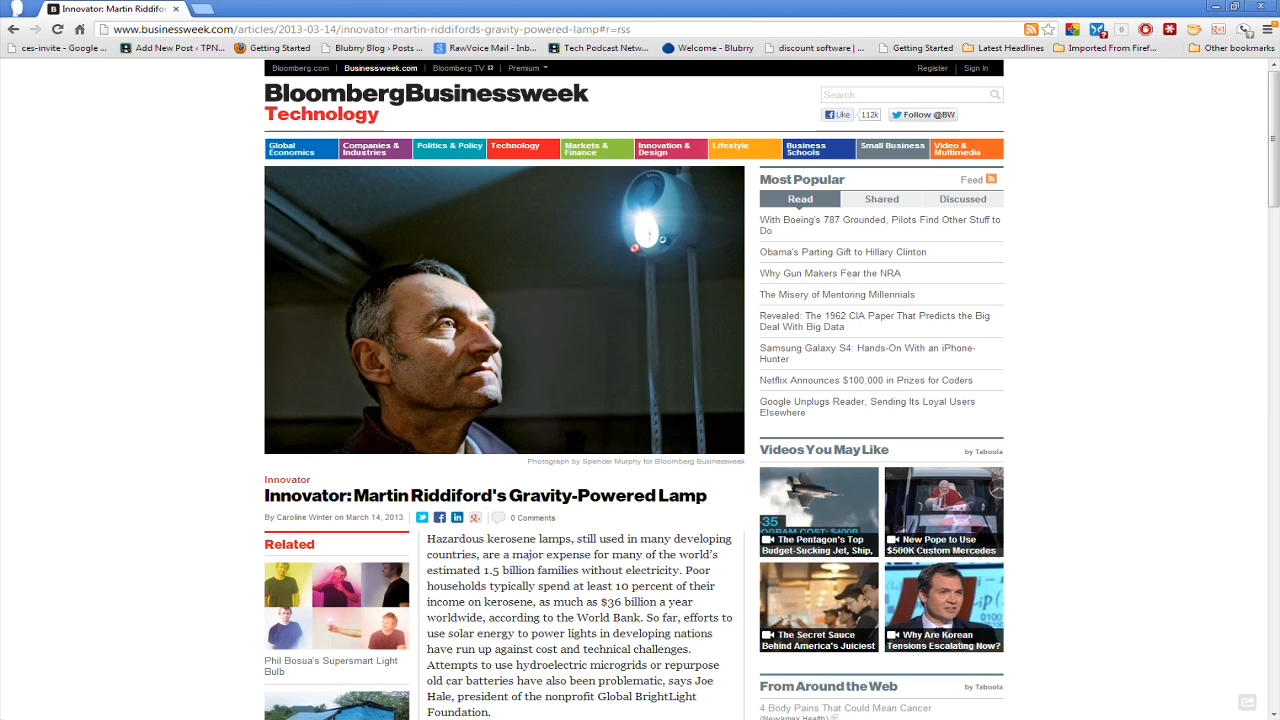 Innovator: Martin Riddifor
www.businessweek.com/articles/2013-03-14/innovator-martin-riddifords-gravity-powered-lamp#r=rss
ces-invite - Google ...
Add New Post ‹ TPN...
Getting Started
Blubrry Blog › Posts ...
RawVoice Mail - Inb...
Tech Podcast Netw...
Welcome - Blubrry
discount software | ...
Getting Started
Latest Headlines
Imported From Firef...
Other bookmarks
Bloomberg.com
Businessweek.com
Bloomberg TV
Premium
Register
Sign In
BloombergBusinessweek
Technology
Search
Like
112k
Follow @BW
Global
Economics
Companies &
Industries
Politics & Policy
Technology
Markets &
Finance
Innovation &
Design
Lifestyle
Business
Schools
Small Business
Video &
Multimedia
Photograph by Spencer Murphy for Bloomberg Businessweek
Innovator
Innovator: Martin Riddiford's Gravity-Powered Lamp
By Caroline Winter on March 14, 2013
0 Comments
Related
Phil Bosua's Supersmart Light
Bulb
Hazardous kerosene lamps, still used in many developing
countries, are a major expense for many of the world's
estimated 1.5 billion families without electricity. Poor
households typically spend at least 10 percent of their
income on kerosene, as much as $36 billion a year
worldwide, according to the World Bank. So far, efforts to
use solar energy to power lights in developing nations
have run up against cost and technical challenges.
Attempts to use hydroelectric microgrids or repurpose
old car batteries have also been problematic, says Joe
Hale, president of the nonprofit Global BrightLight
Foundation.
Most Popular
Feed
Read
Shared
Discussed
With Boeing's 787 Grounded, Pilots Find Other Stuff to
Do
Obama's Parting Gift to Hillary Clinton
Why Gun Makers Fear the NRA
The Misery of Mentoring Millennials
Revealed: The 1962 CIA Paper That Predicts the Big
Deal With Big Data
Samsung Galaxy S4: Hands-On With an iPhone-
Hunter
Netflix Announces $100,000 in Prizes for Coders
Google Unplugs Reader, Sending Its Loyal Users
Elsewhere
Videos You May Like
by Taboola
35
The Pentagon's Top
Budget-Sucking Jet, Ship,
New Pope to Use
$500K Custom Mercedes
The Secret Sauce
Behind America's Juiciest
Why Are Korean
Tensions Escalating Now?
From Around the Web
by Taboola
4 Body Pains That Could Mean Cancer
(Newsmax Health)